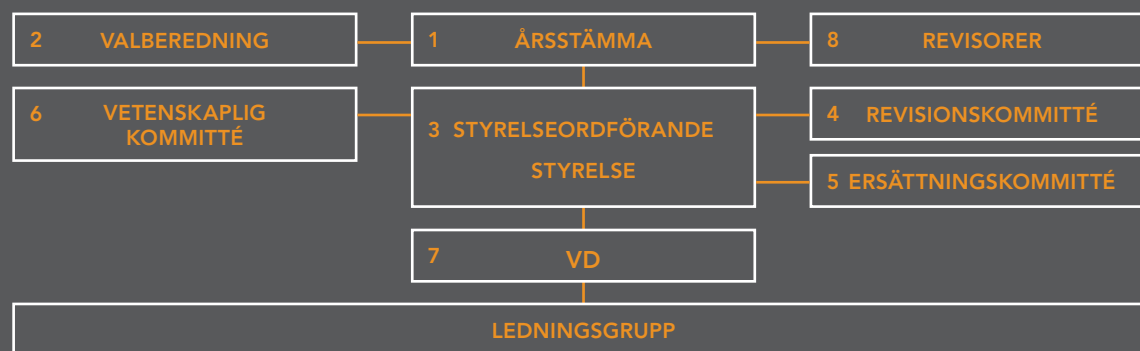 2 VALBEREDNING
1 ÅRSSTÄMMA
8 REVISORER
6 VETENSKAPLIG
KOMMITTÉ
3 STYRELSEORDFÖRANDE
STYRELSE
4 REVISIONSKOMMITTÉ
5 ERSÄTTNINGSKOMMITTÉ
7 VD
LEDNINGSGRUPP